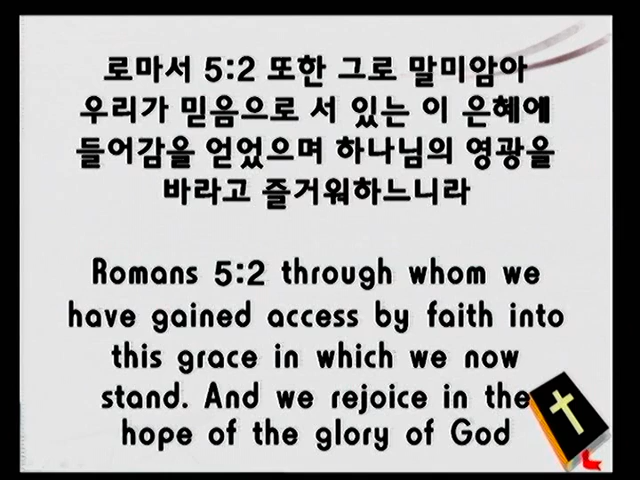 로마서 5:2 또한 그로 말미암아
우리가 믿음으로 서 있는 이 은혜에
들어감을 얻었으며 하나님의 영광을
바라고 즐거워하느니라
Romans 5:2 through whom we
have gained access by faith into
this grace in which we now
stand. And we rejoice in the
hope of the glory of God